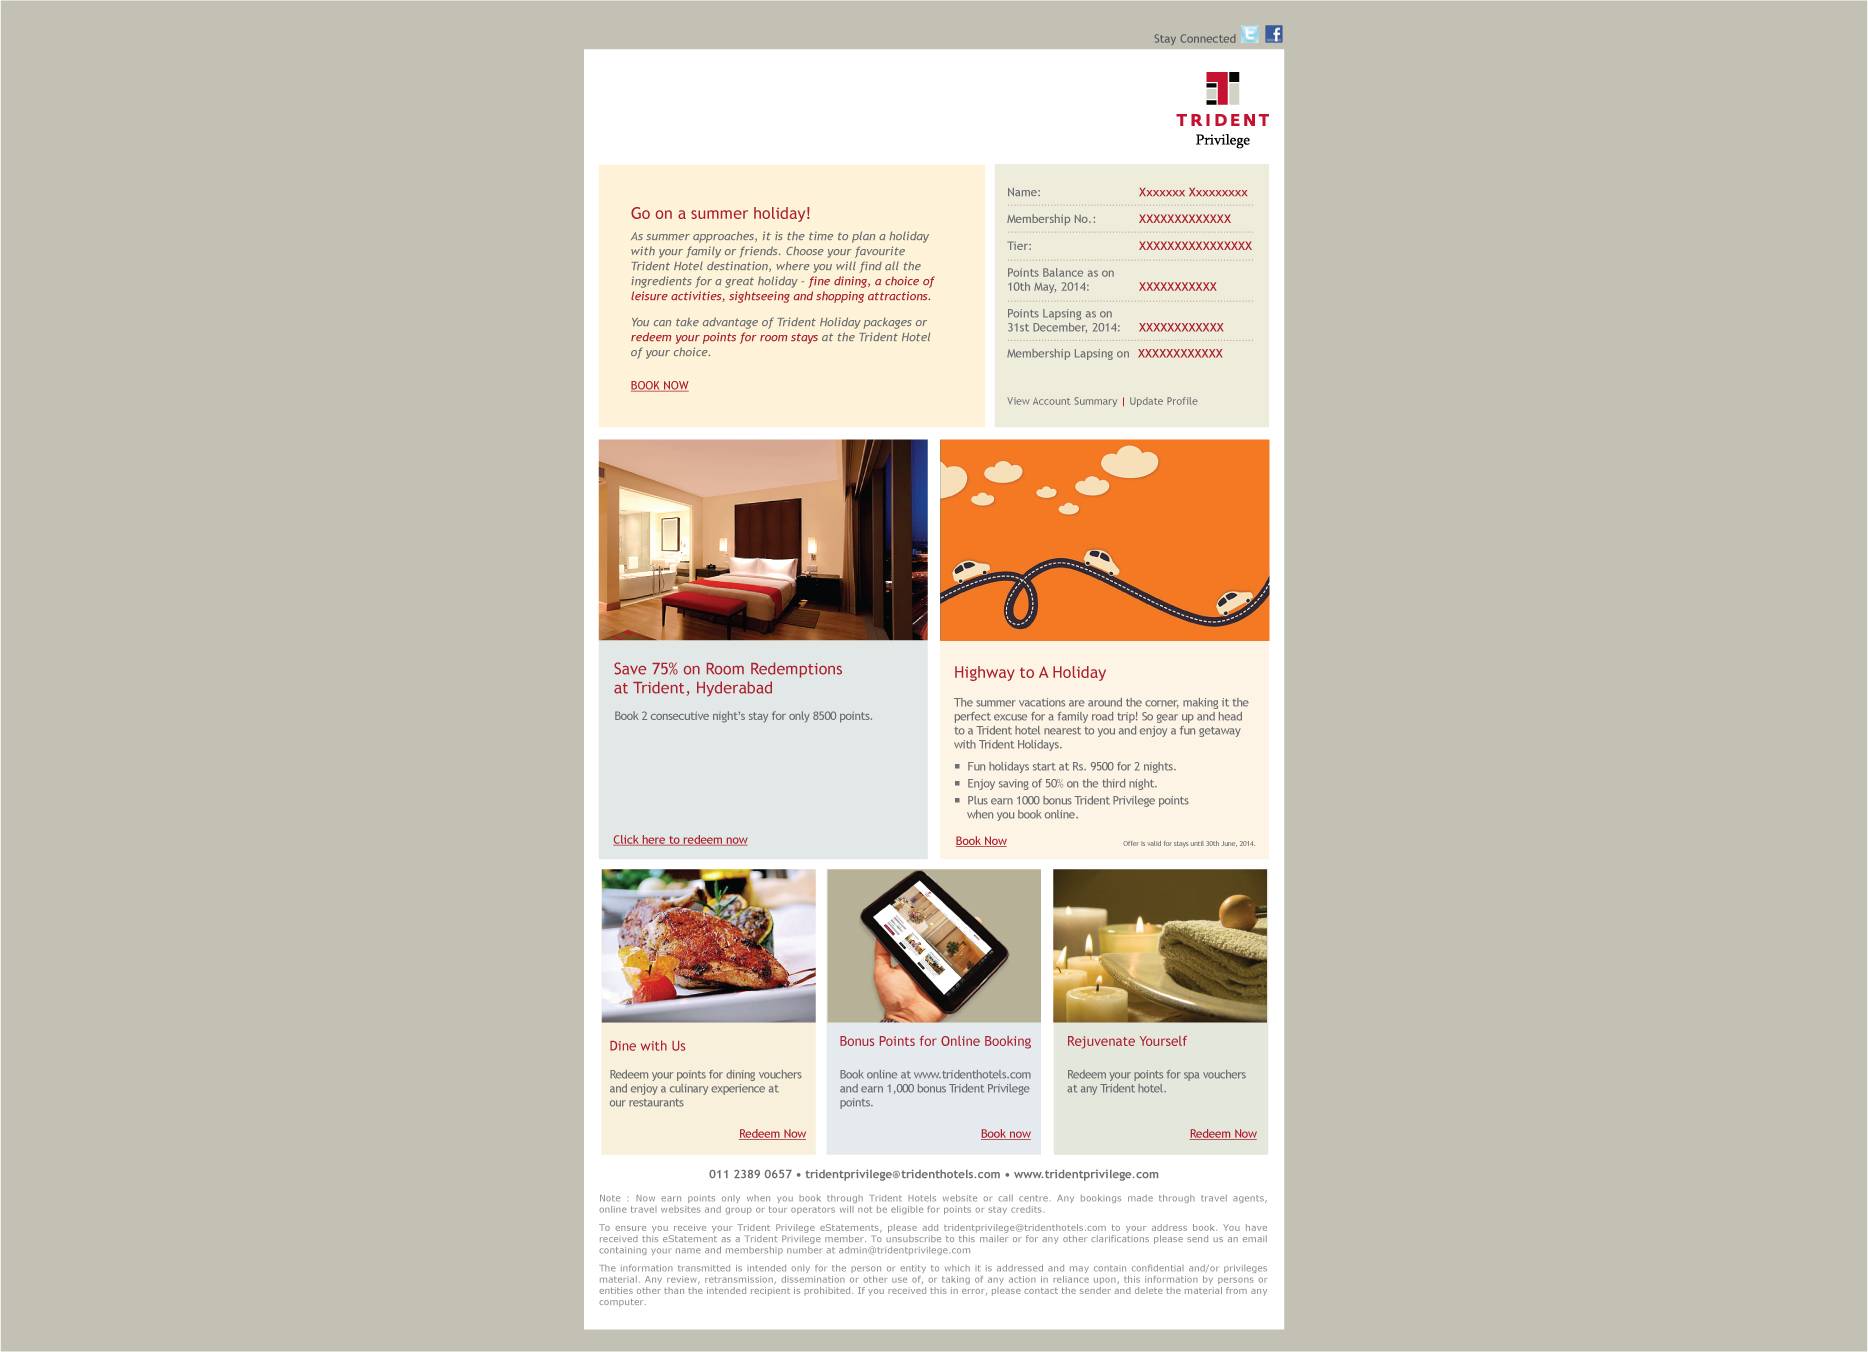 Stay Connected
TRIDENT
Privilege
Go on a summer holiday!
As summer approaches, it is the time to plan a holiday
with your family or friends. Choose your favourite
Trident Hotel destination, where you will find all the
ingredients for a great holiday - fine dining, a choice of
leisure activities, sightseeing and shopping attractions.
You can take advantage of Trident Holiday packages or
redeem your points for room stays at the Trident Hotel
of your choice.
BOOK NOW
Name: Xxxxxxx Xxxxxxxxx
Membership No.: XXXXXXXXXXXXX
Tier: XXXXXXXXXXXXXXXX
Points Balance as on
10th May, 2014: XXXXXXXXXXX
Points Lapsing as on
31st December, 2014: XXXXXXXXXXXX
Membership Lapsing on XXXXXXXXXXXX
View Account Summary | Update Profile
Save 75% on Room Redemptions
at Trident, Hyderabad
Book 2 consecutive night's stay for only 8500 points.
Click here to redeem now
Highway to A Holiday
The summer vacations are around the corner, making it the
perfect excuse for a family road trip! So gear up and head
to a Trident hotel nearest to you and enjoy a fun getaway
with Trident Holidays.
▪ Fun holidays start at Rs. 9500 for 2 nights.
▪ Enjoy saving of 50% on the third night.
▪ Plus earn 1000 bonus Trident Privilege points
when you book online.
Book Now
Offer is valid for stays until 30th June, 2014.
Dine with Us
Redeem your points for dining vouchers
and enjoy a culinary experience at
our restaurants
Redeem Now
Bonus Points for Online Booking
Book online at www.tridenthotels.com
and earn 1,000 bonus Trident Privilege
points.
Book now
Rejuvenate Yourself
Redeem your points for spa vouchers
at any Trident hotel.
Redeem Now
011 2389 0657 • tridentprivilege@tridenthotels.com • www.tridentprivilege.com
Note : Now earn points only when you book through Trident Hotels website or call centre. Any bookings made through travel agents,
online travel websites and group or tour operators will not be eligible for points or stay credits.
To ensure you receive your Trident Privilege eStatements, please add tridentprivilege@tridenthotels.com to your address book. You have
received this eStatement as a Trident Privilege member. To unsubscribe to this mailer or for any other clarifications please send us an email
containing your name and membership number at admin@tridentprivilege.com
The information transmitted is intended only for the person or entity to which it is addressed and may contain confidential and/or privileges
material. Any review, retransmission, dissemination or other use of, or taking of any action in reliance upon, this information by persons or
entities other than the intended recipient is prohibited. If you received this in error, please contact the sender and delete the material from any
computer.